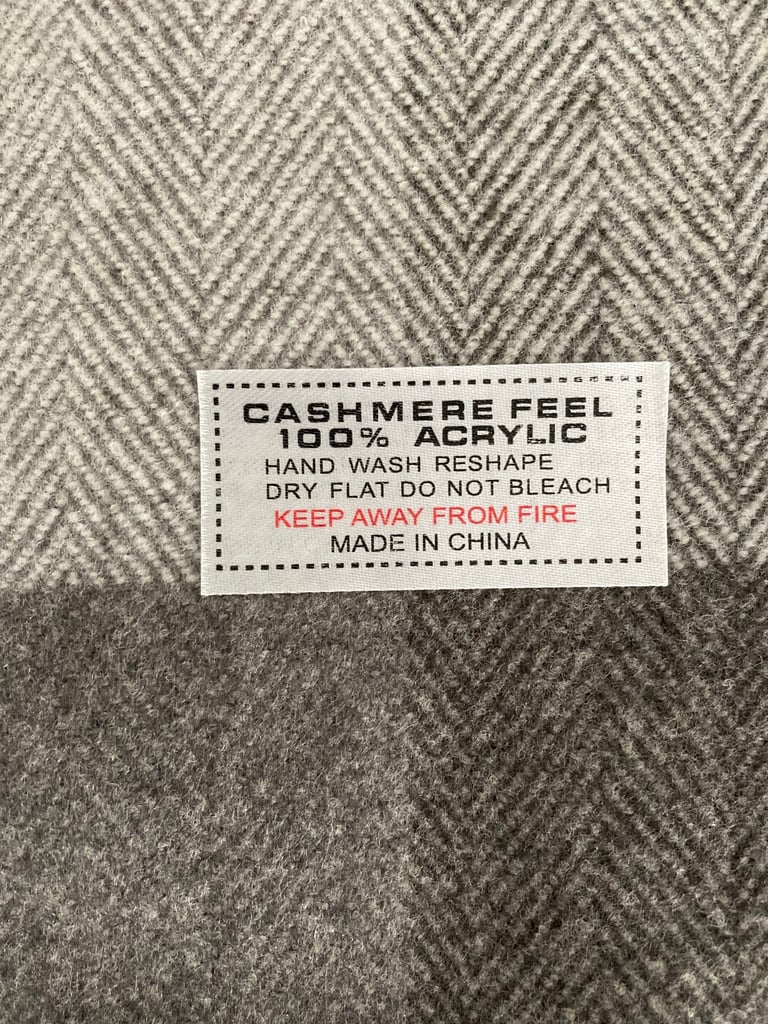 CASHMERE FEEL
100% ACRYLIC
HAND WASH RESHAPE
DRY FLAT DO NOT BLEACH
KEEP AWAY FROM FIRE
MADE IN CHINA